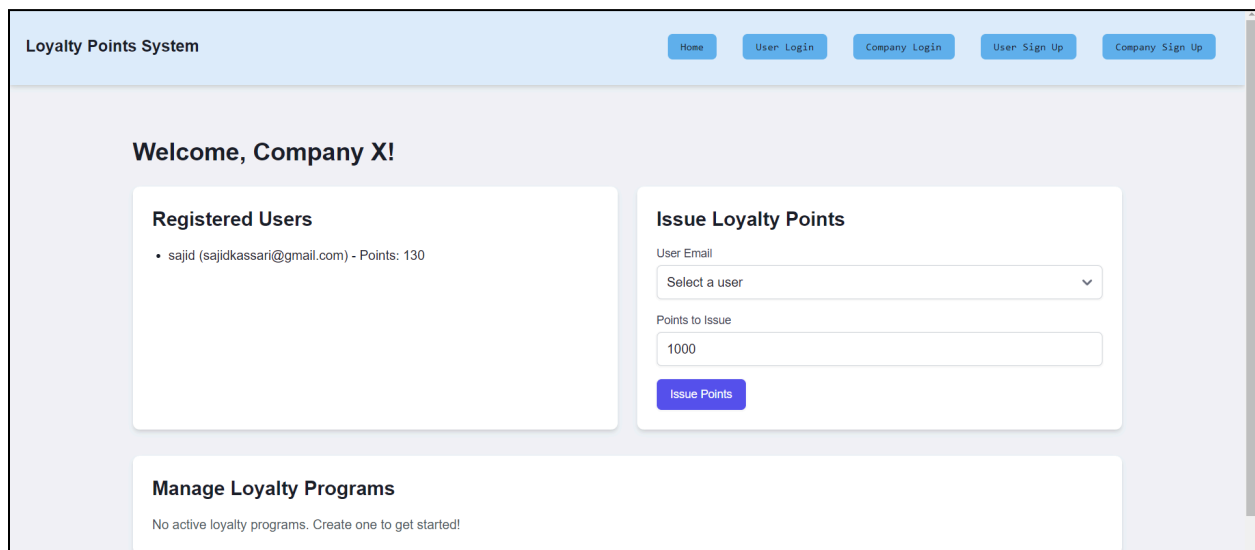 Loyalty Points System
Home User Login Company Login User Sign Up Company Sign Up
Welcome, Company X!
Registered Users
• sajid (sajidkassari@gmail.com) - Points: 130
Issue Loyalty Points
User Email
Select a user
Points to Issue
1000
Issue Points
Manage Loyalty Programs
No active loyalty programs. Create one to get started!